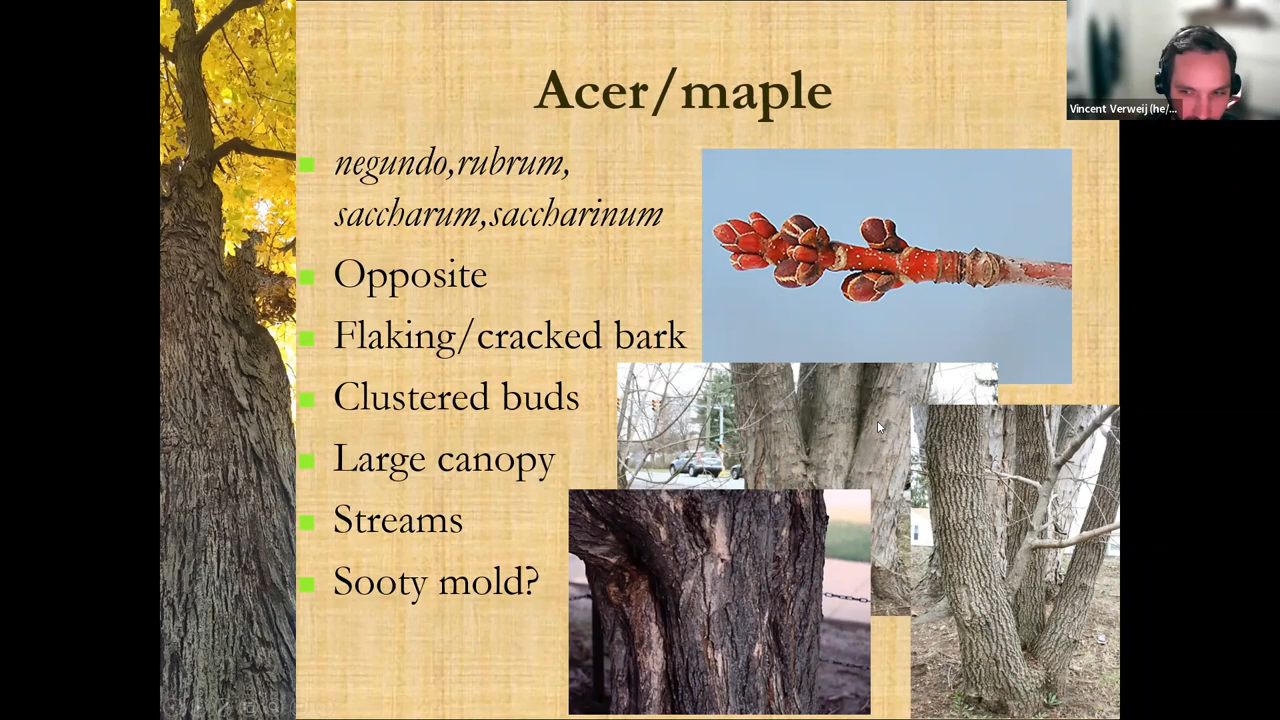 Acer/maple
Vincent Verweij (he/...
negundo,rubrum,
saccharum,saccharinum
Opposite
Flaking/cracked bark
Clustered buds
Large canopy
Streams
Sooty mold?